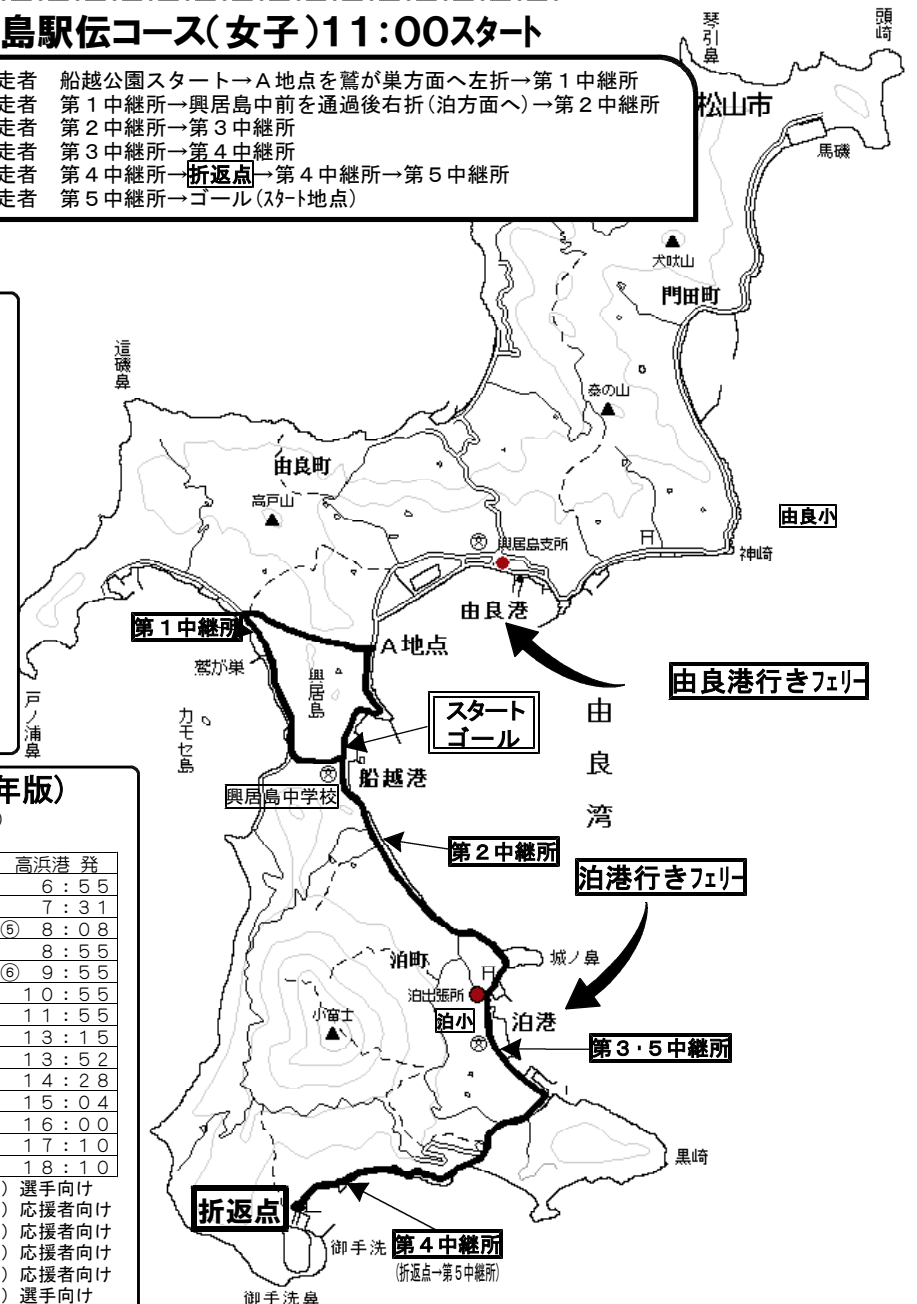 島駅伝コース(女子)11:00スタート
走者 船越公園スタート→A地点を鷲が巣方面へ左折→第1中継所
走者 第1中継所→興居島中前を通過後右折(泊方面へ)→第2中継所
走者 第2中継所→第3中継所
走者 第3中継所→第4中継所
走者 第4中継所→折返点→第4中継所→第5中継所
走者 第5中継所→ゴール(スタート地点)
琴引鼻
頭崎
松山市
馬磯
犬吠山
門田町
這磯鼻
泰の山
由良町
高戸山
興居島支所
由良小
神崎
由良港
第1中継所
A地点
鷲が巣
興居島
由良港行きフェリー
戸ノ浦鼻
カモセ島
スタート
ゴール
由良湾
船越港
興居島中学校
第2中継所
泊港行きフェリー
年版)
)
高浜港 発
6:55
7:31
⑤ 8:08
8:55
⑥ 9:55
10:55
11:55
13:15
13:52
14:28
15:04
16:00
17:10
18:10
) 選手向け
) 応援者向け
) 応援者向け
) 応援者向け
) 応援者向け
) 選手向け
泊町
城ノ鼻
泊出張所
泊小
泊港
小富士
第3・5中継所
黒崎
折返点
御手洗
第4中継所
(折返点→第5中継所)
御手洗鼻